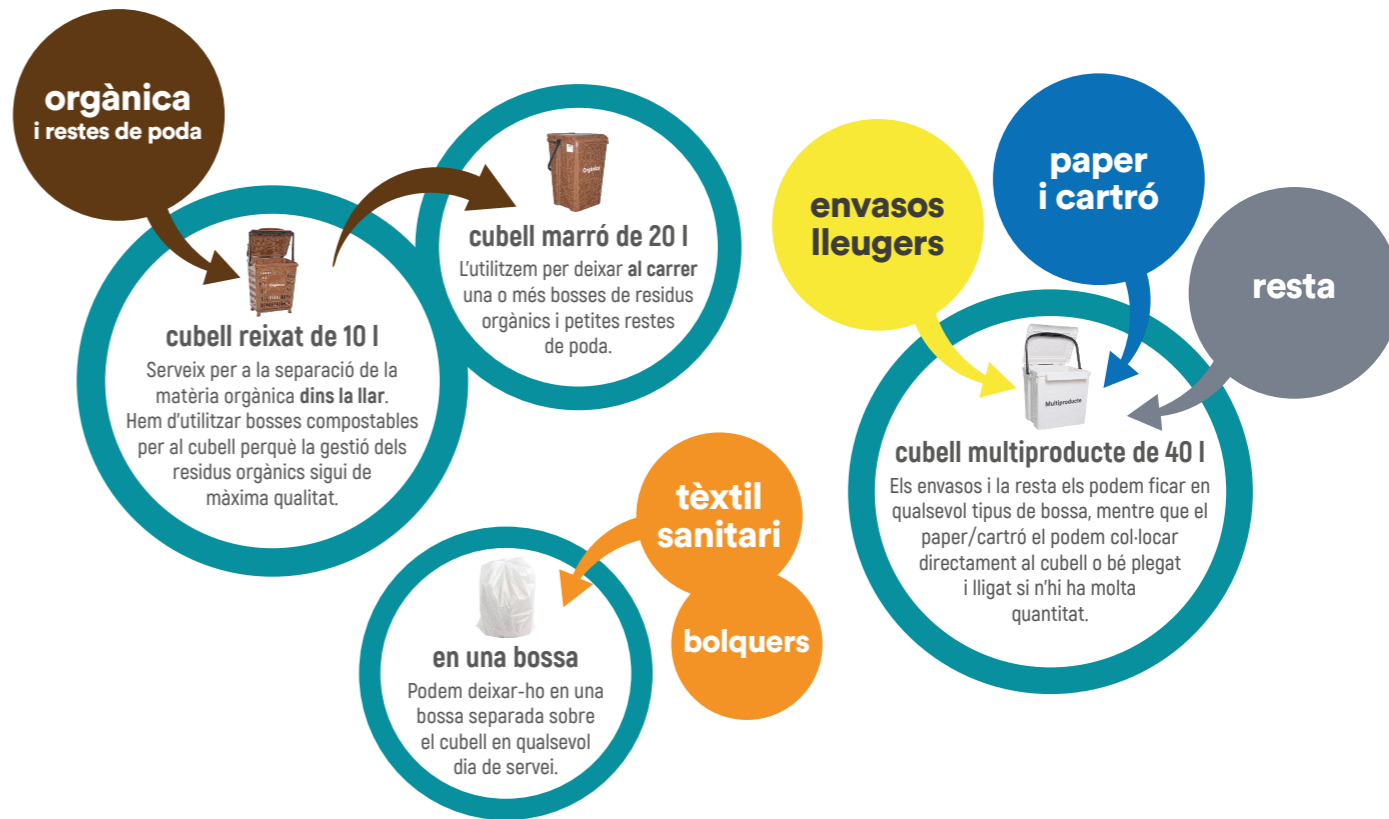 orgànica
i restes de poda
Orgànica
cubell reixat de 10 l
Serveix per a la separació de la
matèria orgànica dins la llar.
Hem d'utilitzar bosses compostables
per al cubell perquè la gestió dels
residus orgànics sigui de
màxima qualitat.
Orgànica
cubell marró de 20 l
L'utilitzem per deixar al carrer
una o més bosses de residus
orgànics i petites restes
de poda.
tèxtil
sanitari
bolquers
en una bossa
Podem deixar-ho en una
bossa separada sobre
el cubell en qualsevol
dia de servei.
envasos
lleugers
paper
i cartró
resta
Multiproducte
cubell multiproducte de 40 l
Els envasos i la resta els podem ficar en
qualsevol tipus de bossa, mentre que el
paper/cartró el podem col·locar
directament al cubell o bé plegat
i lligat si n'hi ha molta
quantitat.